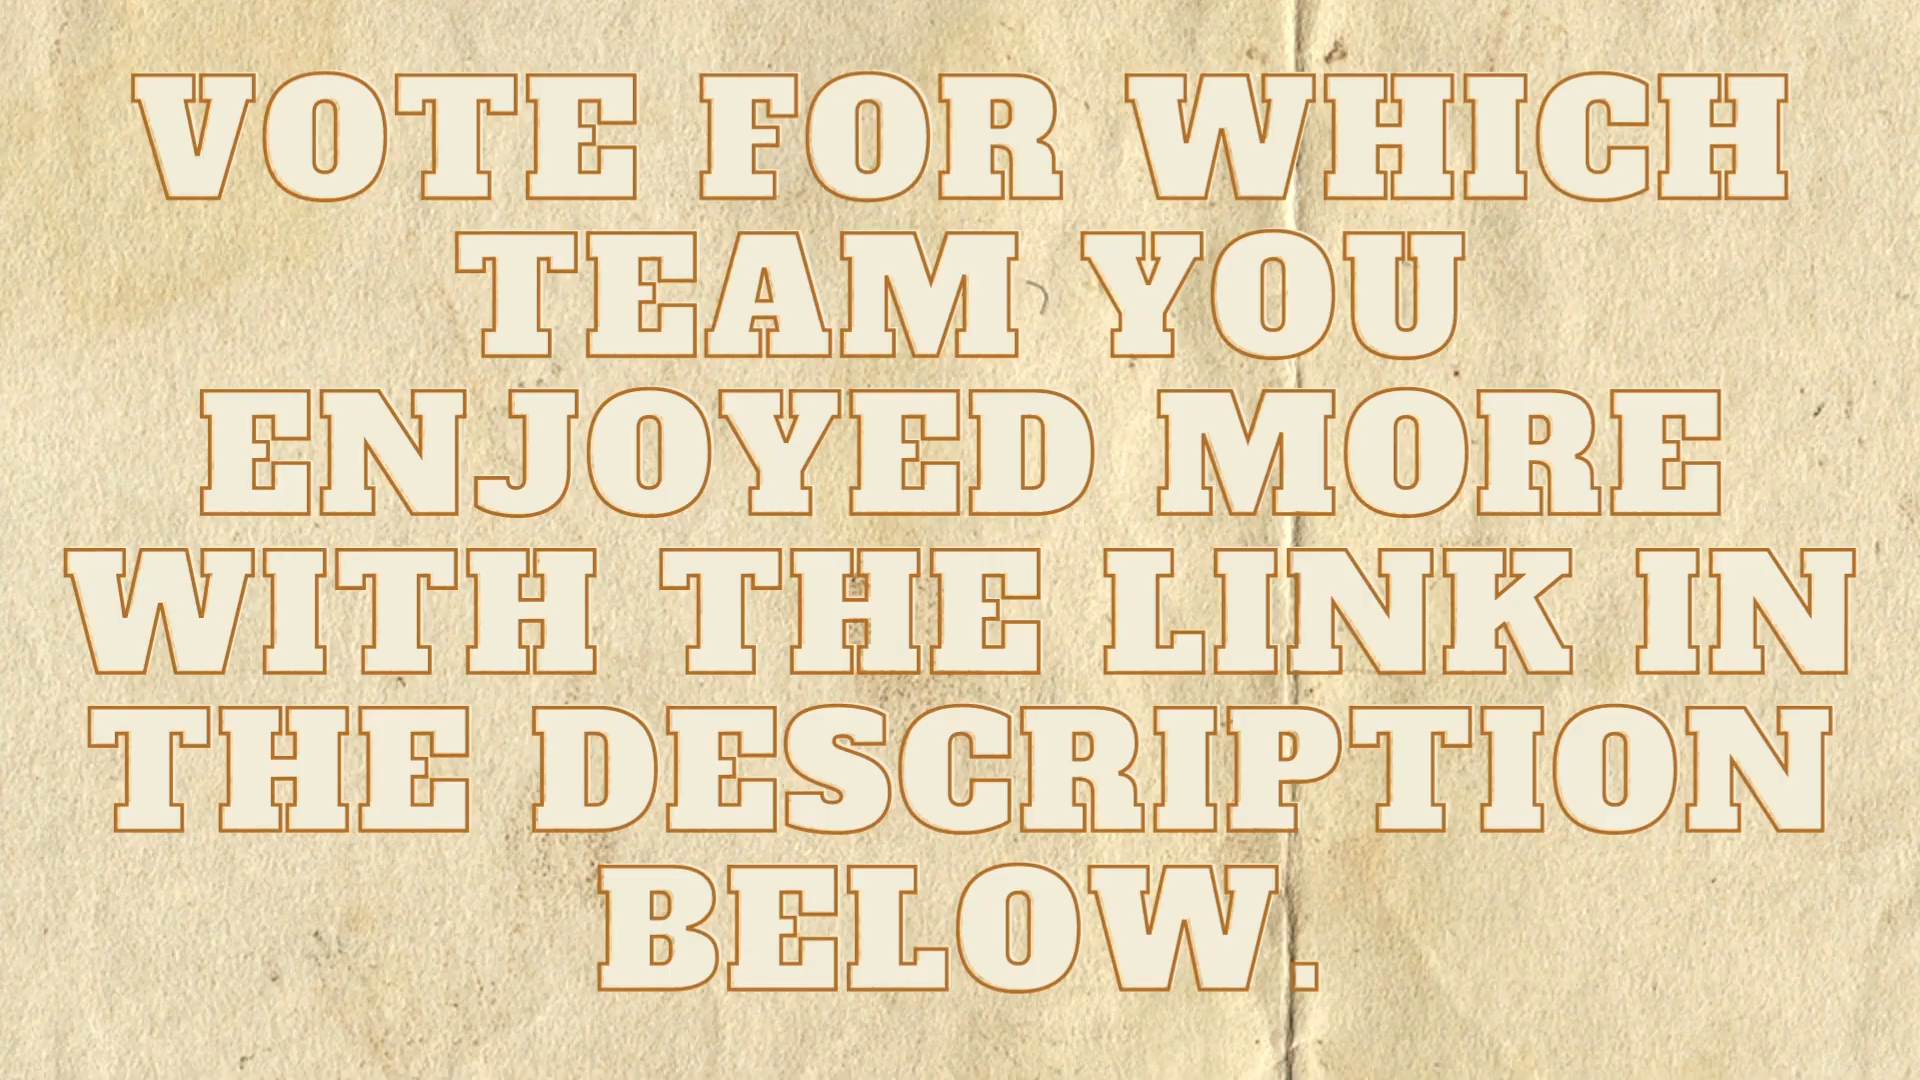 VOTE FOR WHICH
TEAM YOU
ENJOYED MORE
WITH THE LINK IN
THE DESCRIPTION
BELOW.